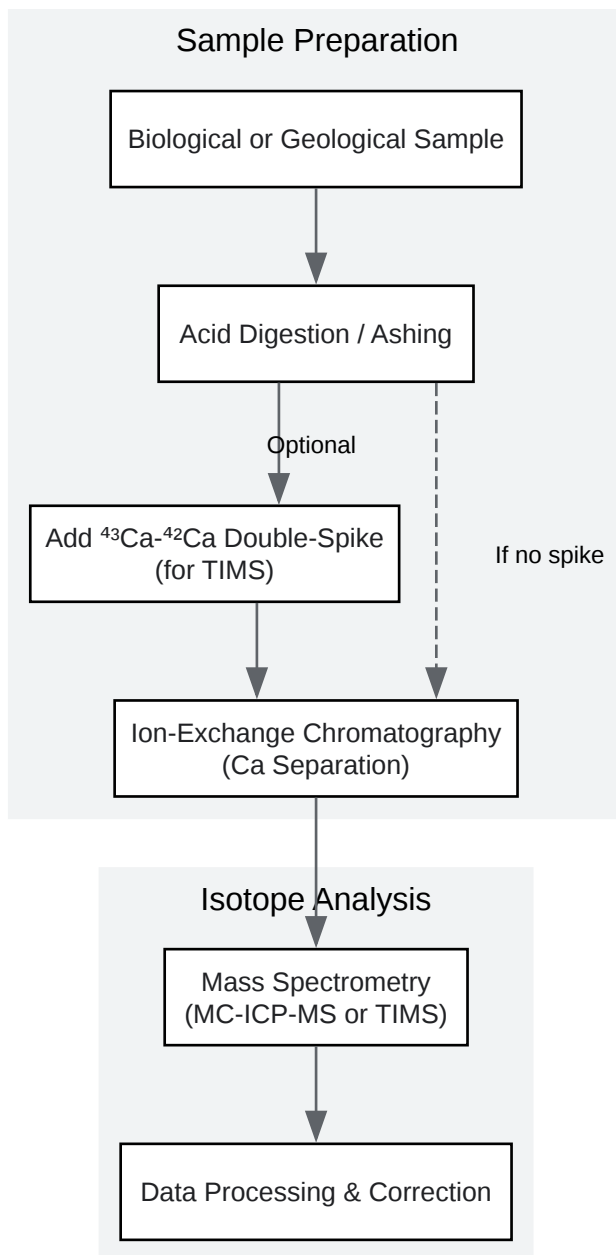 Sample Preparation
Biological or Geological Sample
Acid Digestion / Ashing
Optional
Add ⁴³Ca-⁴²Ca Double-Spike
(for TIMS)
If no spike
Ion-Exchange Chromatography
(Ca Separation)
Isotope Analysis
Mass Spectrometry
(MC-ICP-MS or TIMS)
Data Processing & Correction